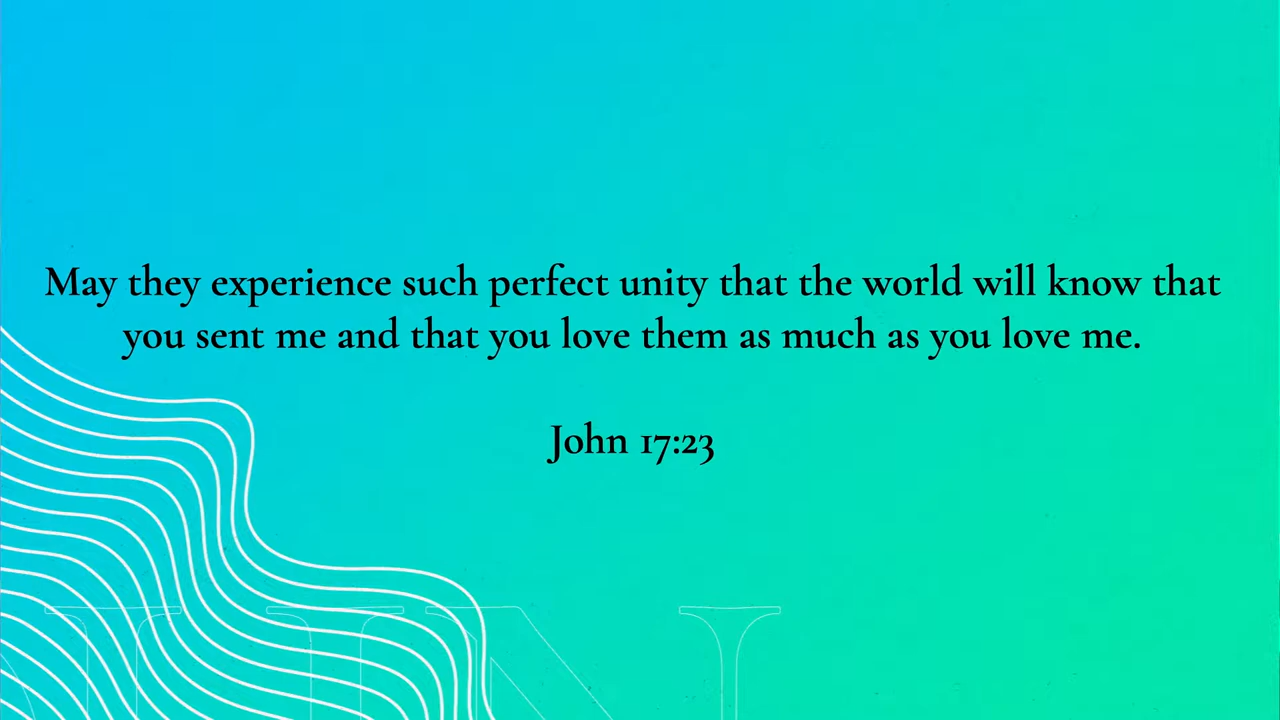 May they experience such perfect unity that the world will know that
you sent me and that you love them as much as you love me.
John 17:23